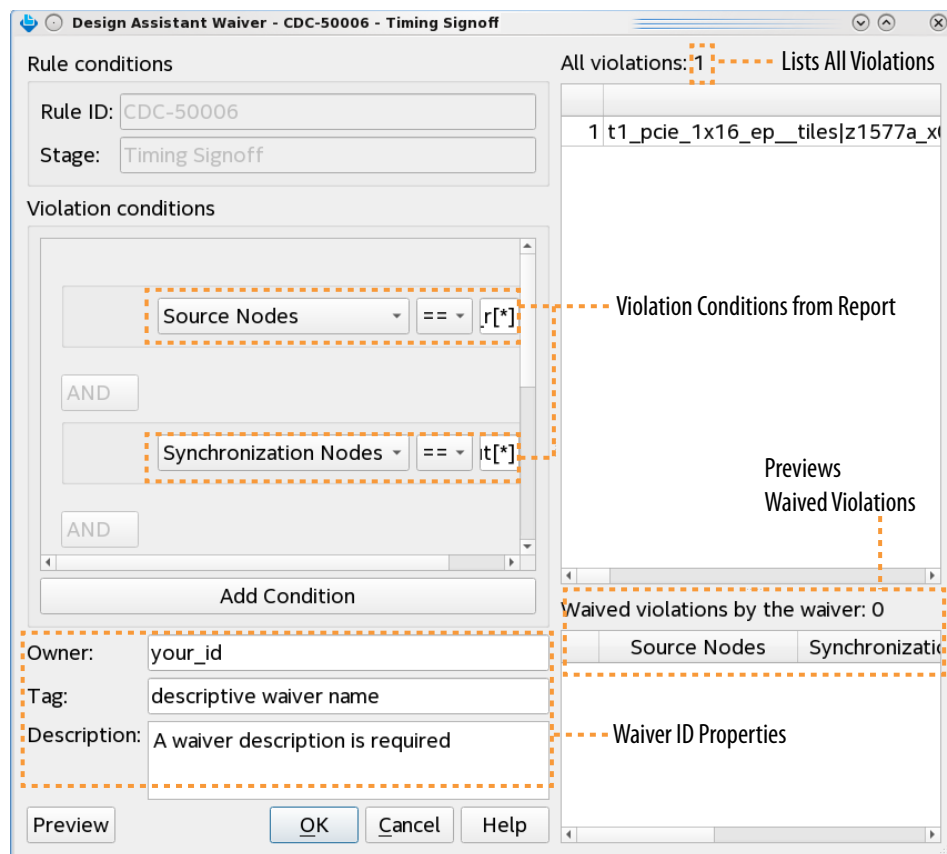 Design Assistant Waiver - CDC-50006 - Timing Signoff
Rule conditions
Rule ID: CDC-50006
Stage: Timing Signoff
Violation conditions
Source Nodes == _r[*]
AND
Synchronization Nodes == ut[*]
AND
Add Condition
Owner: your_id
Tag: descriptive waiver name
Description: A waiver description is required
Preview OK Cancel Help
All violations: 1
Lists All Violations
1 t1_pcie_1x16_ep__tiles|z1577a_x
Violation Conditions from Report
Previews
Waived Violations
Waived violations by the waiver: 0
Source Nodes Synchronizatio
Waiver ID Properties